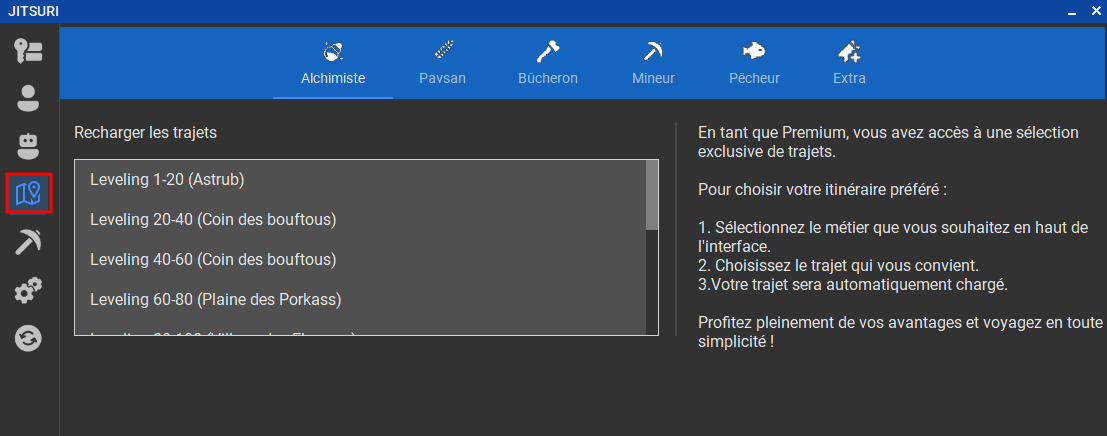 JITSURI
Alchimiste
Pavsan
Bûcheron
Mineur
Pêcheur
Extra
Recharger les trajets
Leveling 1-20 (Astrub)
Leveling 20-40 (Coin des bouftous)
Leveling 40-60 (Coin des bouftous)
Leveling 60-80 (Plaine des Porkass)
En tant que Premium, vous avez accès à une sélection
exclusive de trajets.
Pour choisir votre itinéraire préféré :
1. Sélectionnez le métier que vous souhaitez en haut de
l'interface.
2. Choisissez le trajet qui vous convient.
3.Votre trajet sera automatiquement chargé.
Profitez pleinement de vos avantages et voyagez en toute
simplicité !